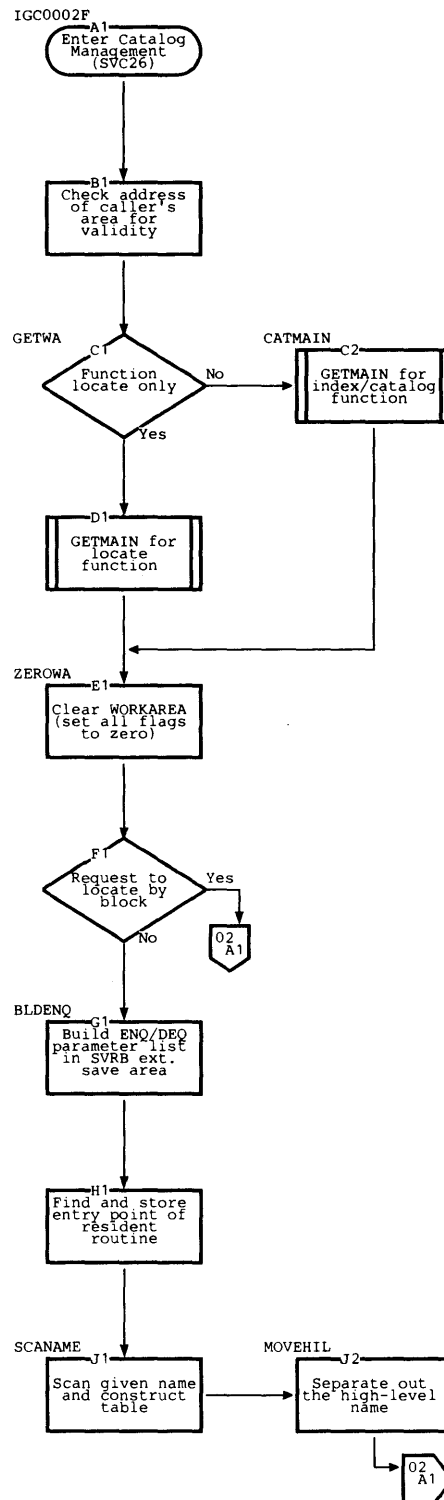 IGC0002F
A1
Enter Catalog
Management
(SVC26)
B1
Check address
of caller's
area for
validity
GETWA
C1
Function
locate only
No
Yes
CATMAIN
C2
GETMAIN for
index/catalog
function
D1
GETMAIN for
locate
function
ZEROWA
E1
Clear WORKAREA
(set all flags
to zero)
F1
Request to
locate by
block
Yes
No
02
A1
BLDENQ
G1
Build ENQ/DEQ
parameter list
in SVRB ext.
save area
H1
Find and store
entry point of
resident
routine
SCANAME
J1
Scan given name
and construct
table
MOVEHIL
J2
Separate out
the high-level
name
02
A1